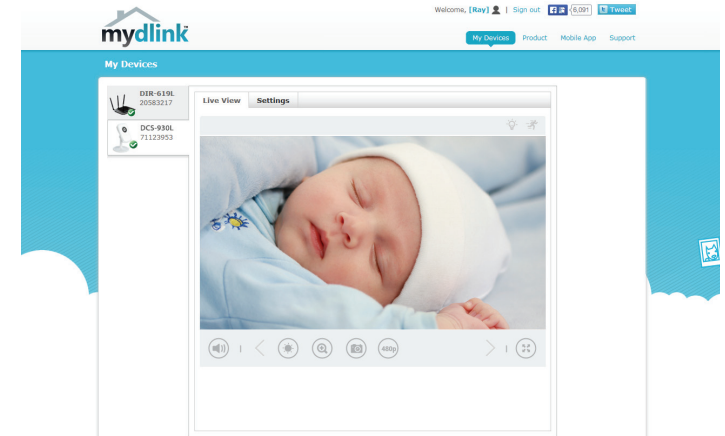 Welcome, [Ray] | Sign out 6,091 Tweet
mydlink™
My Devices Product Mobile App Support
My Devices
DIR-619L
20583217
DCS-930L
71123953
Live View Settings
480p